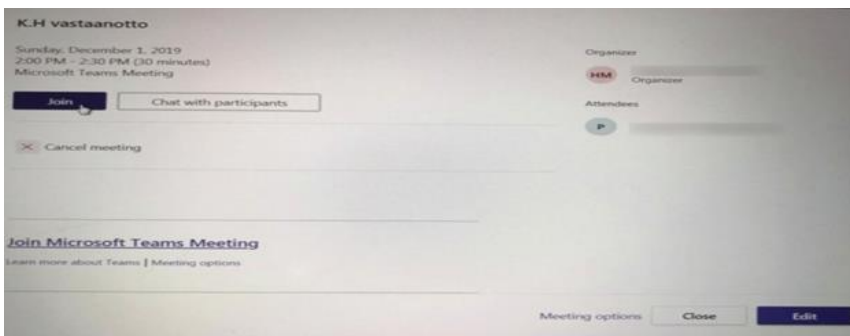 K.H vastaanotto
Sunday, December 1, 2019
2:00 PM - 2:30 PM (30 minutes)
Microsoft Teams Meeting
Join
Chat with participants
Cancel meeting
Join Microsoft Teams Meeting
Learn more about Teams | Meeting options
Organizer
HM
Organizer
Attendees
P
Meeting options
Close
Edit